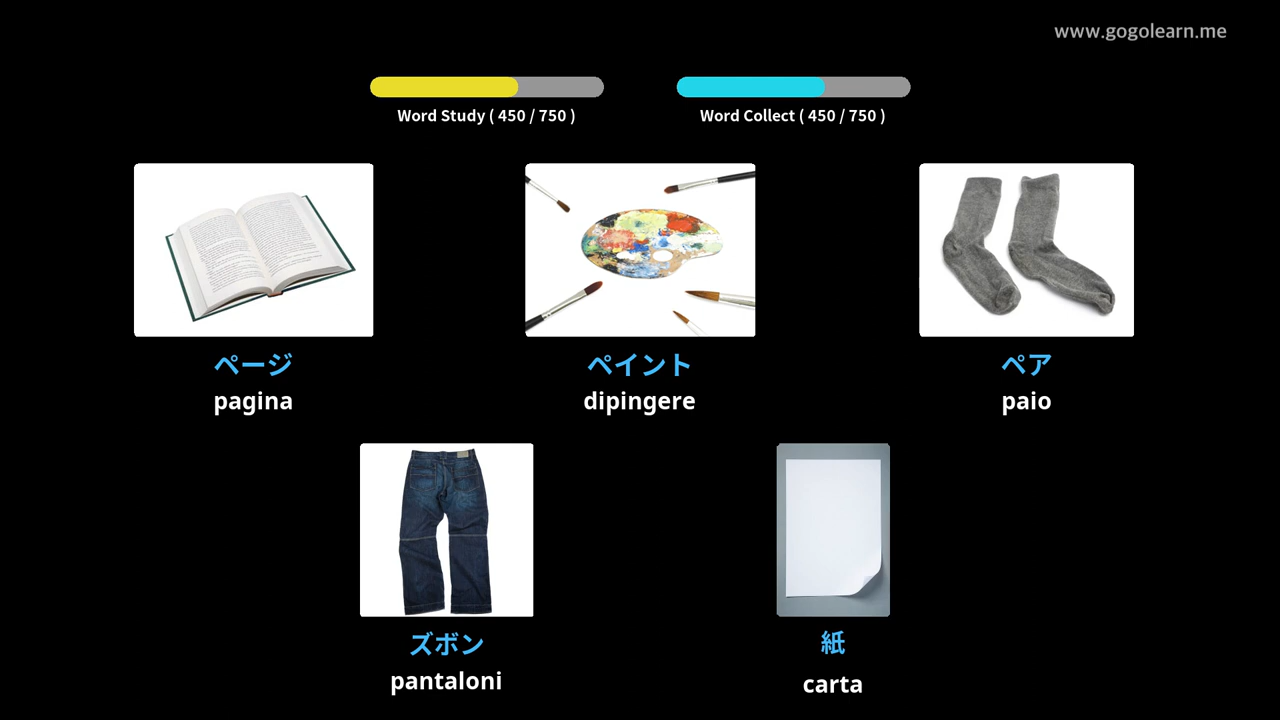 www.gogolearn.me
Word Study ( 450 / 750 )
Word Collect ( 450 / 750 )
ページ
pagina
ペイント
dipingere
ペア
paio
ズボン
pantaloni
紙
carta